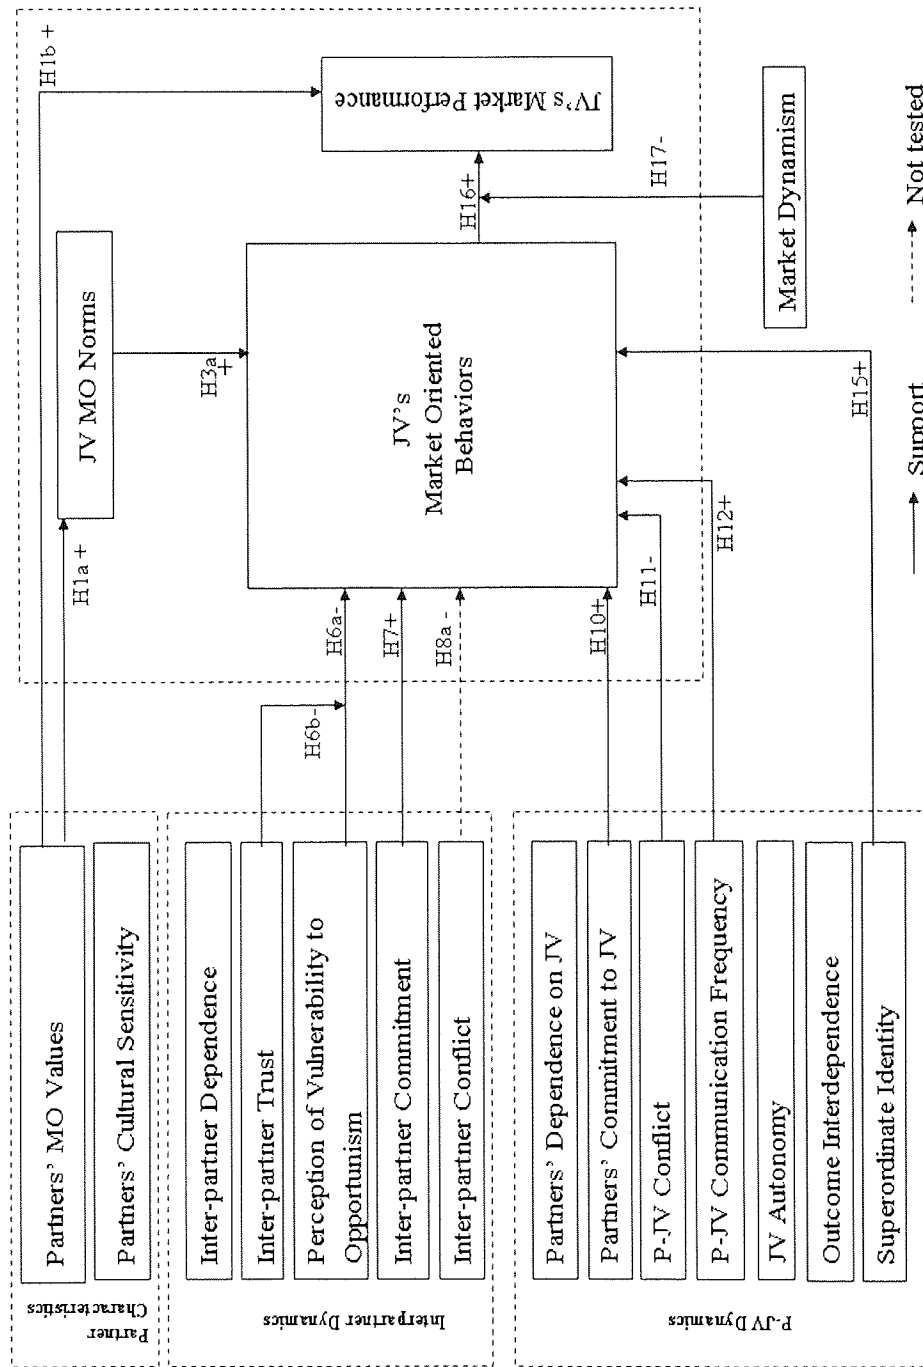 Partner
Characteristics
Partners' MO Values
Partners' Cultural Sensitivity
Interpartner Dynamics
Inter-partner Dependence
Inter-partner Trust
Perception of Vulnerability to
Opportunism
Inter-partner Commitment
Inter-partner Conflict
P-JV Dynamics
Partners' Dependence on JV
Partners' Commitment to JV
P-JV Conflict
P-JV Communication Frequency
JV Autonomy
Outcome Interdependence
Superordinate Identity
H1a +
H1b +
H6b-
H6a-
H7+
H8a -
H10+
H11-
H12+
H15+
JV MO Norms
H3a
+
JV's
Market Oriented
Behaviors
H16+
H17-
JV's Market Performance
Market Dynamism
Support
Not tested